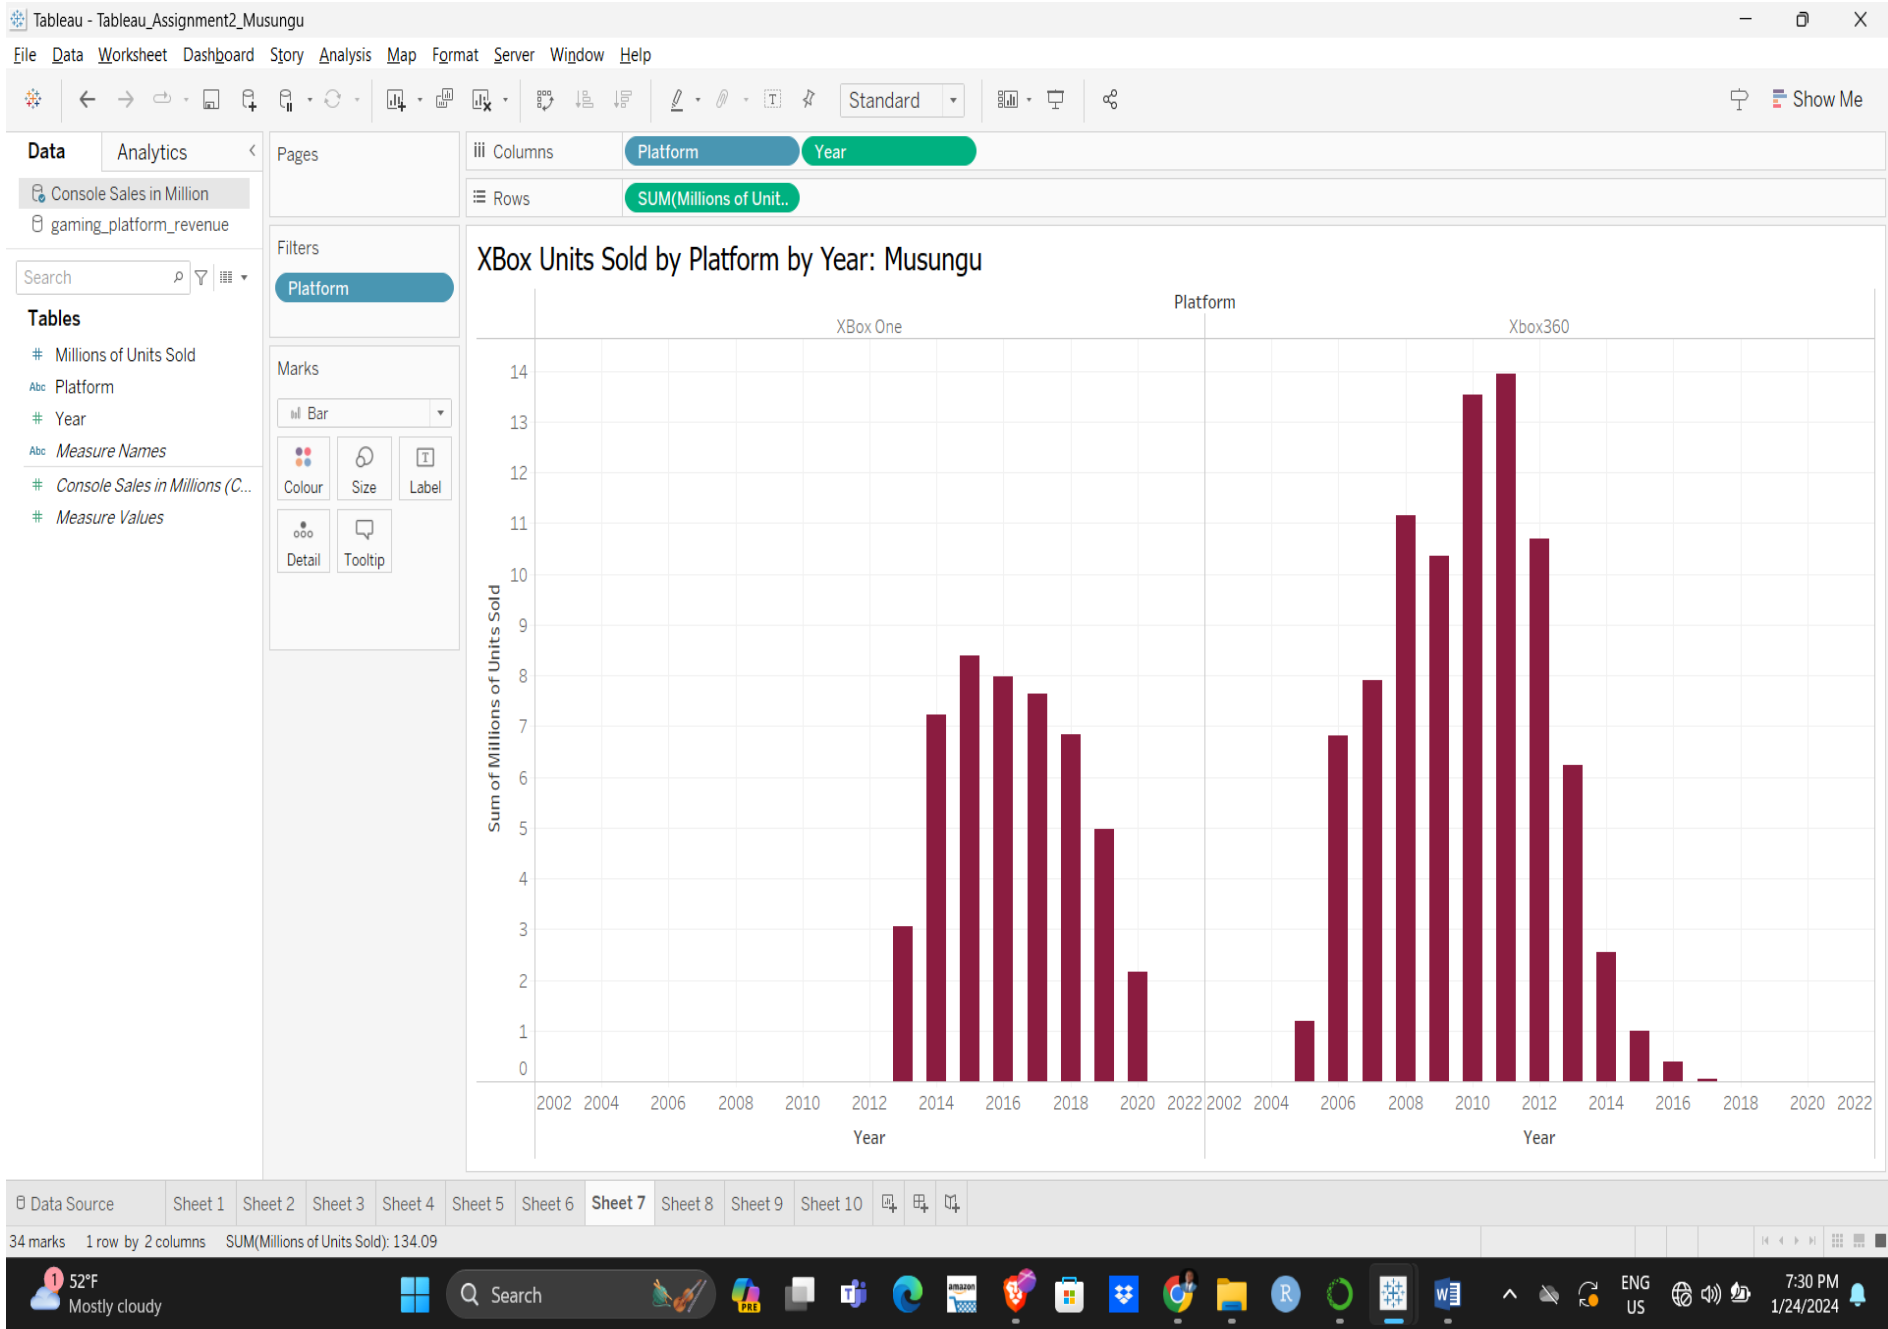 Tableau - Tableau_Assignment2_Musungu
File Data Worksheet Dashboard Story Analysis Map Format Server Window Help
Standard
Show Me
Data Analytics
Console Sales in Million
gaming_platform_revenue
Search
Tables
# Millions of Units Sold
Abc Platform
# Year
Abc Measure Names
# Console Sales in Millions (C...
# Measure Values
Pages
Filters
Platform
Marks
Bar
Colour Size Label
Detail Tooltip
Columns Platform Year
Rows SUM(Millions of Unit..
XBox Units Sold by Platform by Year: Musungu
Platform
XBox One Xbox360
Sum of Millions of Units Sold
14
13
12
11
10
9
8
7
6
5
4
3
2
1
0
2002 2004 2006 2008 2010 2012 2014 2016 2018 2020 2022 2002 2004 2006 2008 2010 2012 2014 2016 2018 2020 2022
Year Year
Data Source Sheet 1 Sheet 2 Sheet 3 Sheet 4 Sheet 5 Sheet 6 Sheet 7 Sheet 8 Sheet 9 Sheet 10
34 marks 1 row by 2 columns SUM(Millions of Units Sold): 134.09
1
52°F
Mostly cloudy
Search
PRE
amazon
R
ENG
US
7:30 PM
1/24/2024